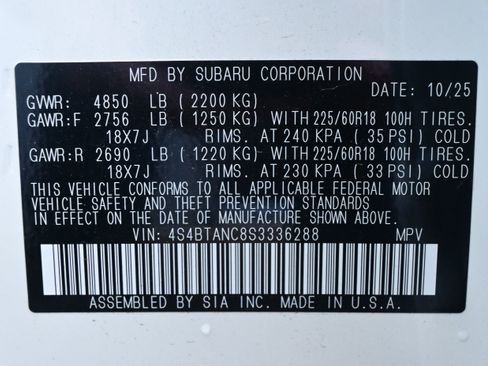 MFD BY SUBARU CORPORATION
DATE: 10/25
GVWR: 4850 LB (2200 KG)
GAWR:F 2756 LB (1250 KG) WITH 225/60R18 100H TIRES.
18X7J RIMS. AT 240 KPA (35 PSI) COLD
GAWR:R 2690 LB (1220 KG) WITH 225/60R18 100H TIRES.
18X7J RIMS. AT 230 KPA (33 PSI) COLD
THIS VEHICLE CONFORMS TO ALL APPLICABLE FEDERAL MOTOR
VEHICLE SAFETY AND THEFT PREVENTION STANDARDS
IN EFFECT ON THE DATE OF MANUFACTURE SHOWN ABOVE.
VIN: 4S4BTANC8S3336288 MPV
ASSEMBLED BY SIA INC. MADE IN U.S.A.